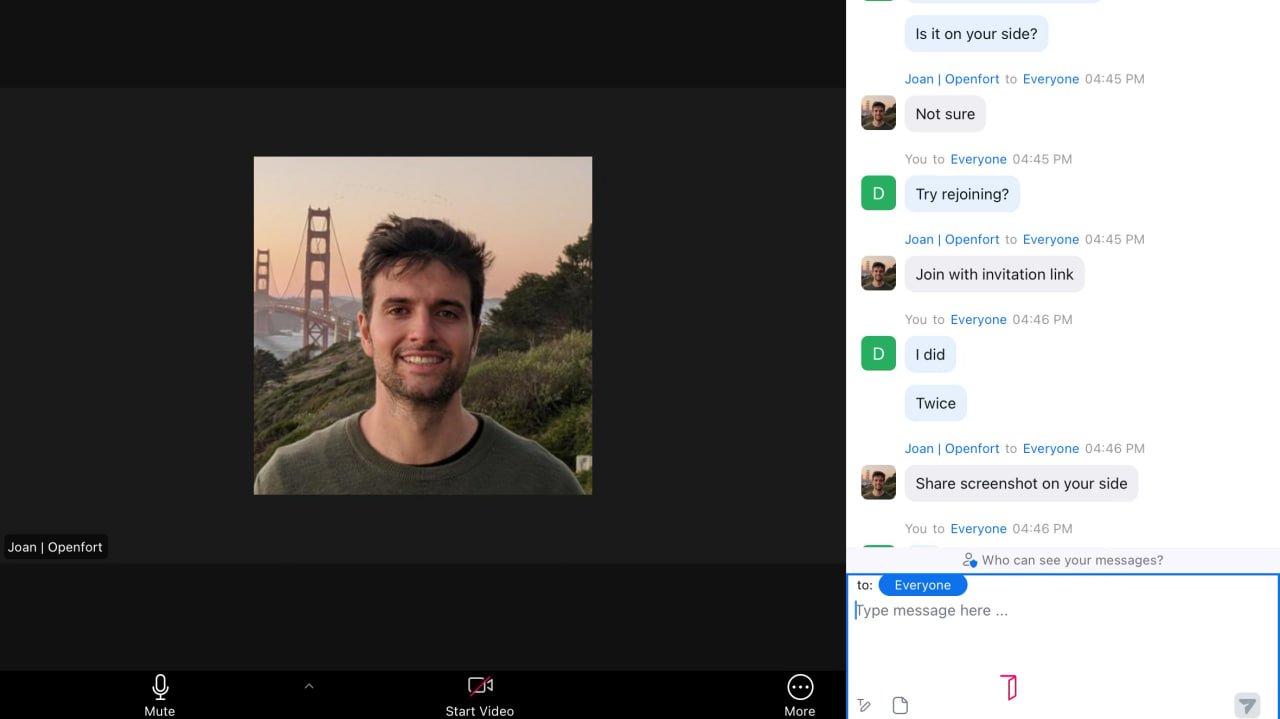 Joan | Openfort
Mute
Start Video
More
Is it on your side?
Joan | Openfort to Everyone 04:45 PM
Not sure
You to Everyone 04:45 PM
D
Try rejoining?
Joan | Openfort to Everyone 04:45 PM
Join with invitation link
You to Everyone 04:46 PM
D
I did
Twice
Joan | Openfort to Everyone 04:46 PM
Share screenshot on your side
You to Everyone 04:46 PM
Who can see your messages?
to: Everyone
Type message here ...